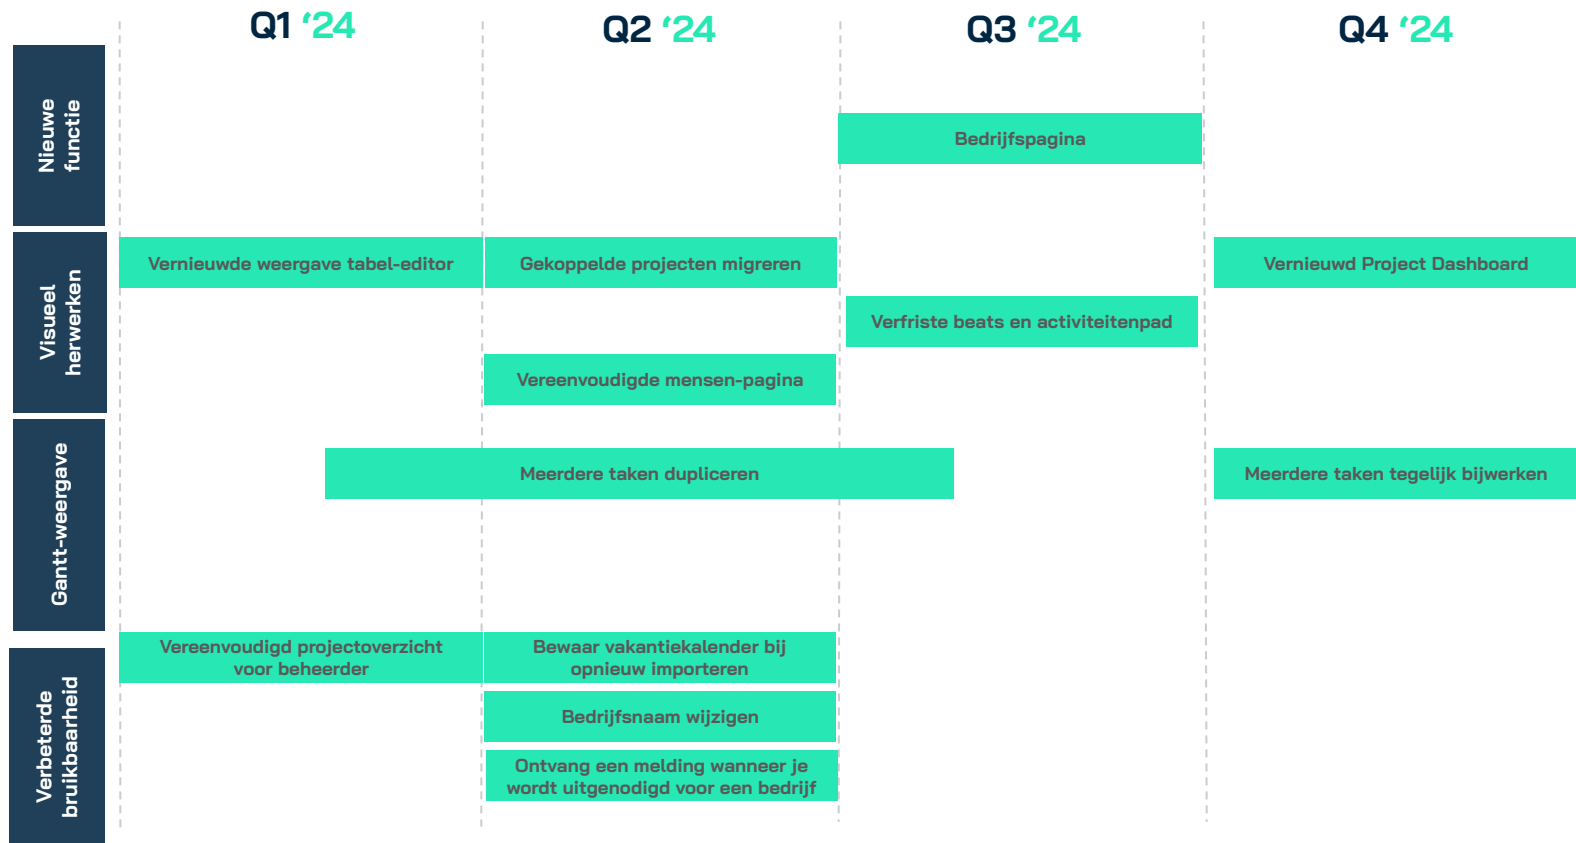 Q1 ‘24
Q2 ‘24
Q3 ‘24
Q4 ‘24
Nieuwe
functie
Bedrijfspagina
Visueel
herwerken
Vernieuwde weergave tabel-editor
Gekoppelde projecten migreren
Vernieuwd Project Dashboard
Verfriste beats en activiteitenpad
Vereenvoudigde mensen-pagina
Gantt-weergave
Meerdere taken dupliceren
Meerdere taken tegelijk bijwerken
Verbeterde
bruikbaarheid
Vereenvoudigd projectoverzicht
voor beheerder
Bewaar vakantiekalender bij
opnieuw importeren
Bedrijfsnaam wijzigen
Ontvang een melding wanneer je
wordt uitgenodigd voor een bedrijf